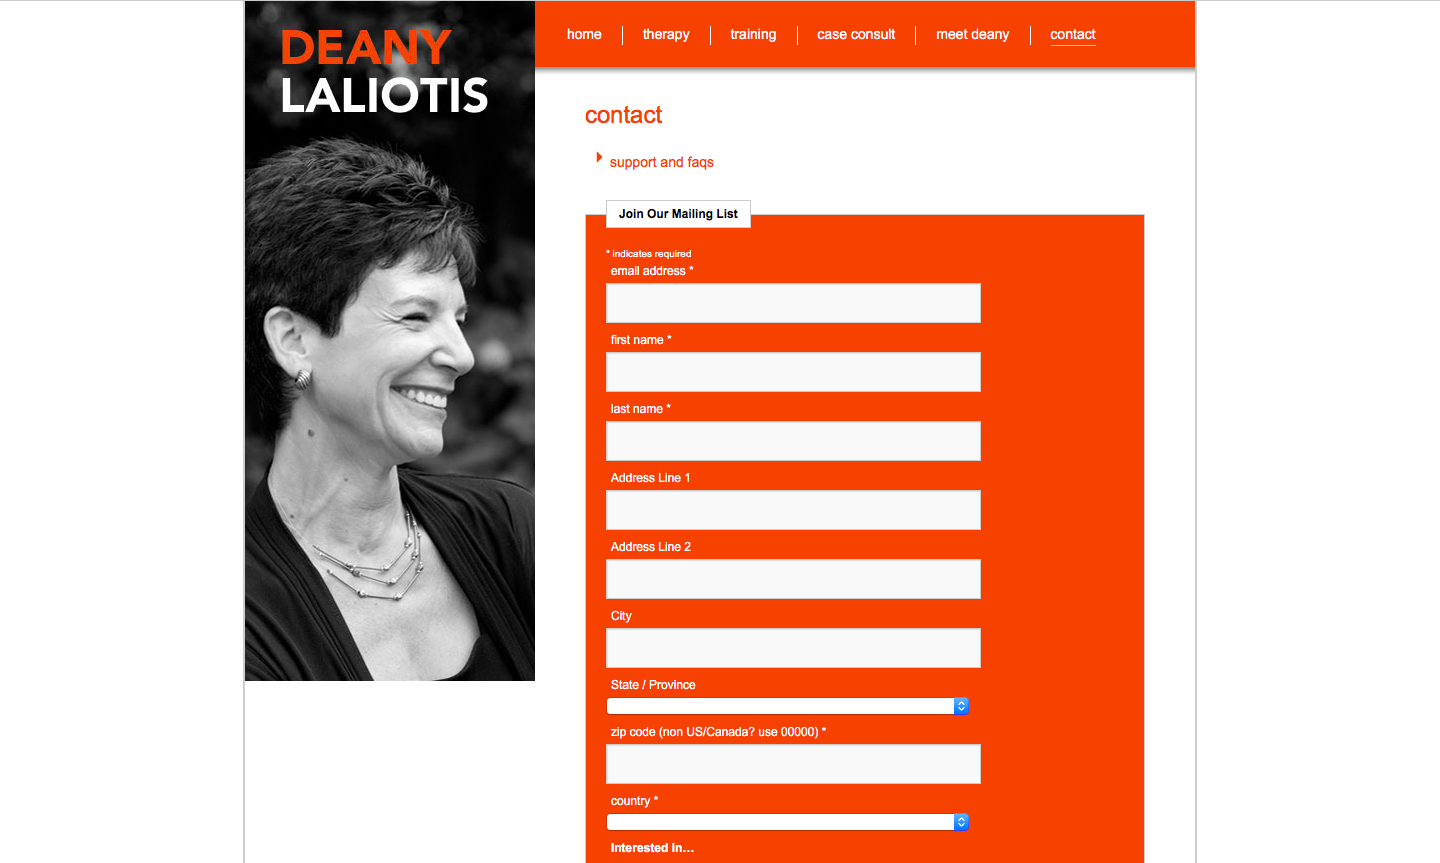 DEANY
LALIOTIS
home
therapy
training
case consult
meet deany
contact
contact
support and faqs
Join Our Mailing List
* indicates required
email address *
first name *
last name *
Address Line 1
Address Line 2
City
State / Province
zip code (non US/Canada? use 00000) *
country *
Interested In...